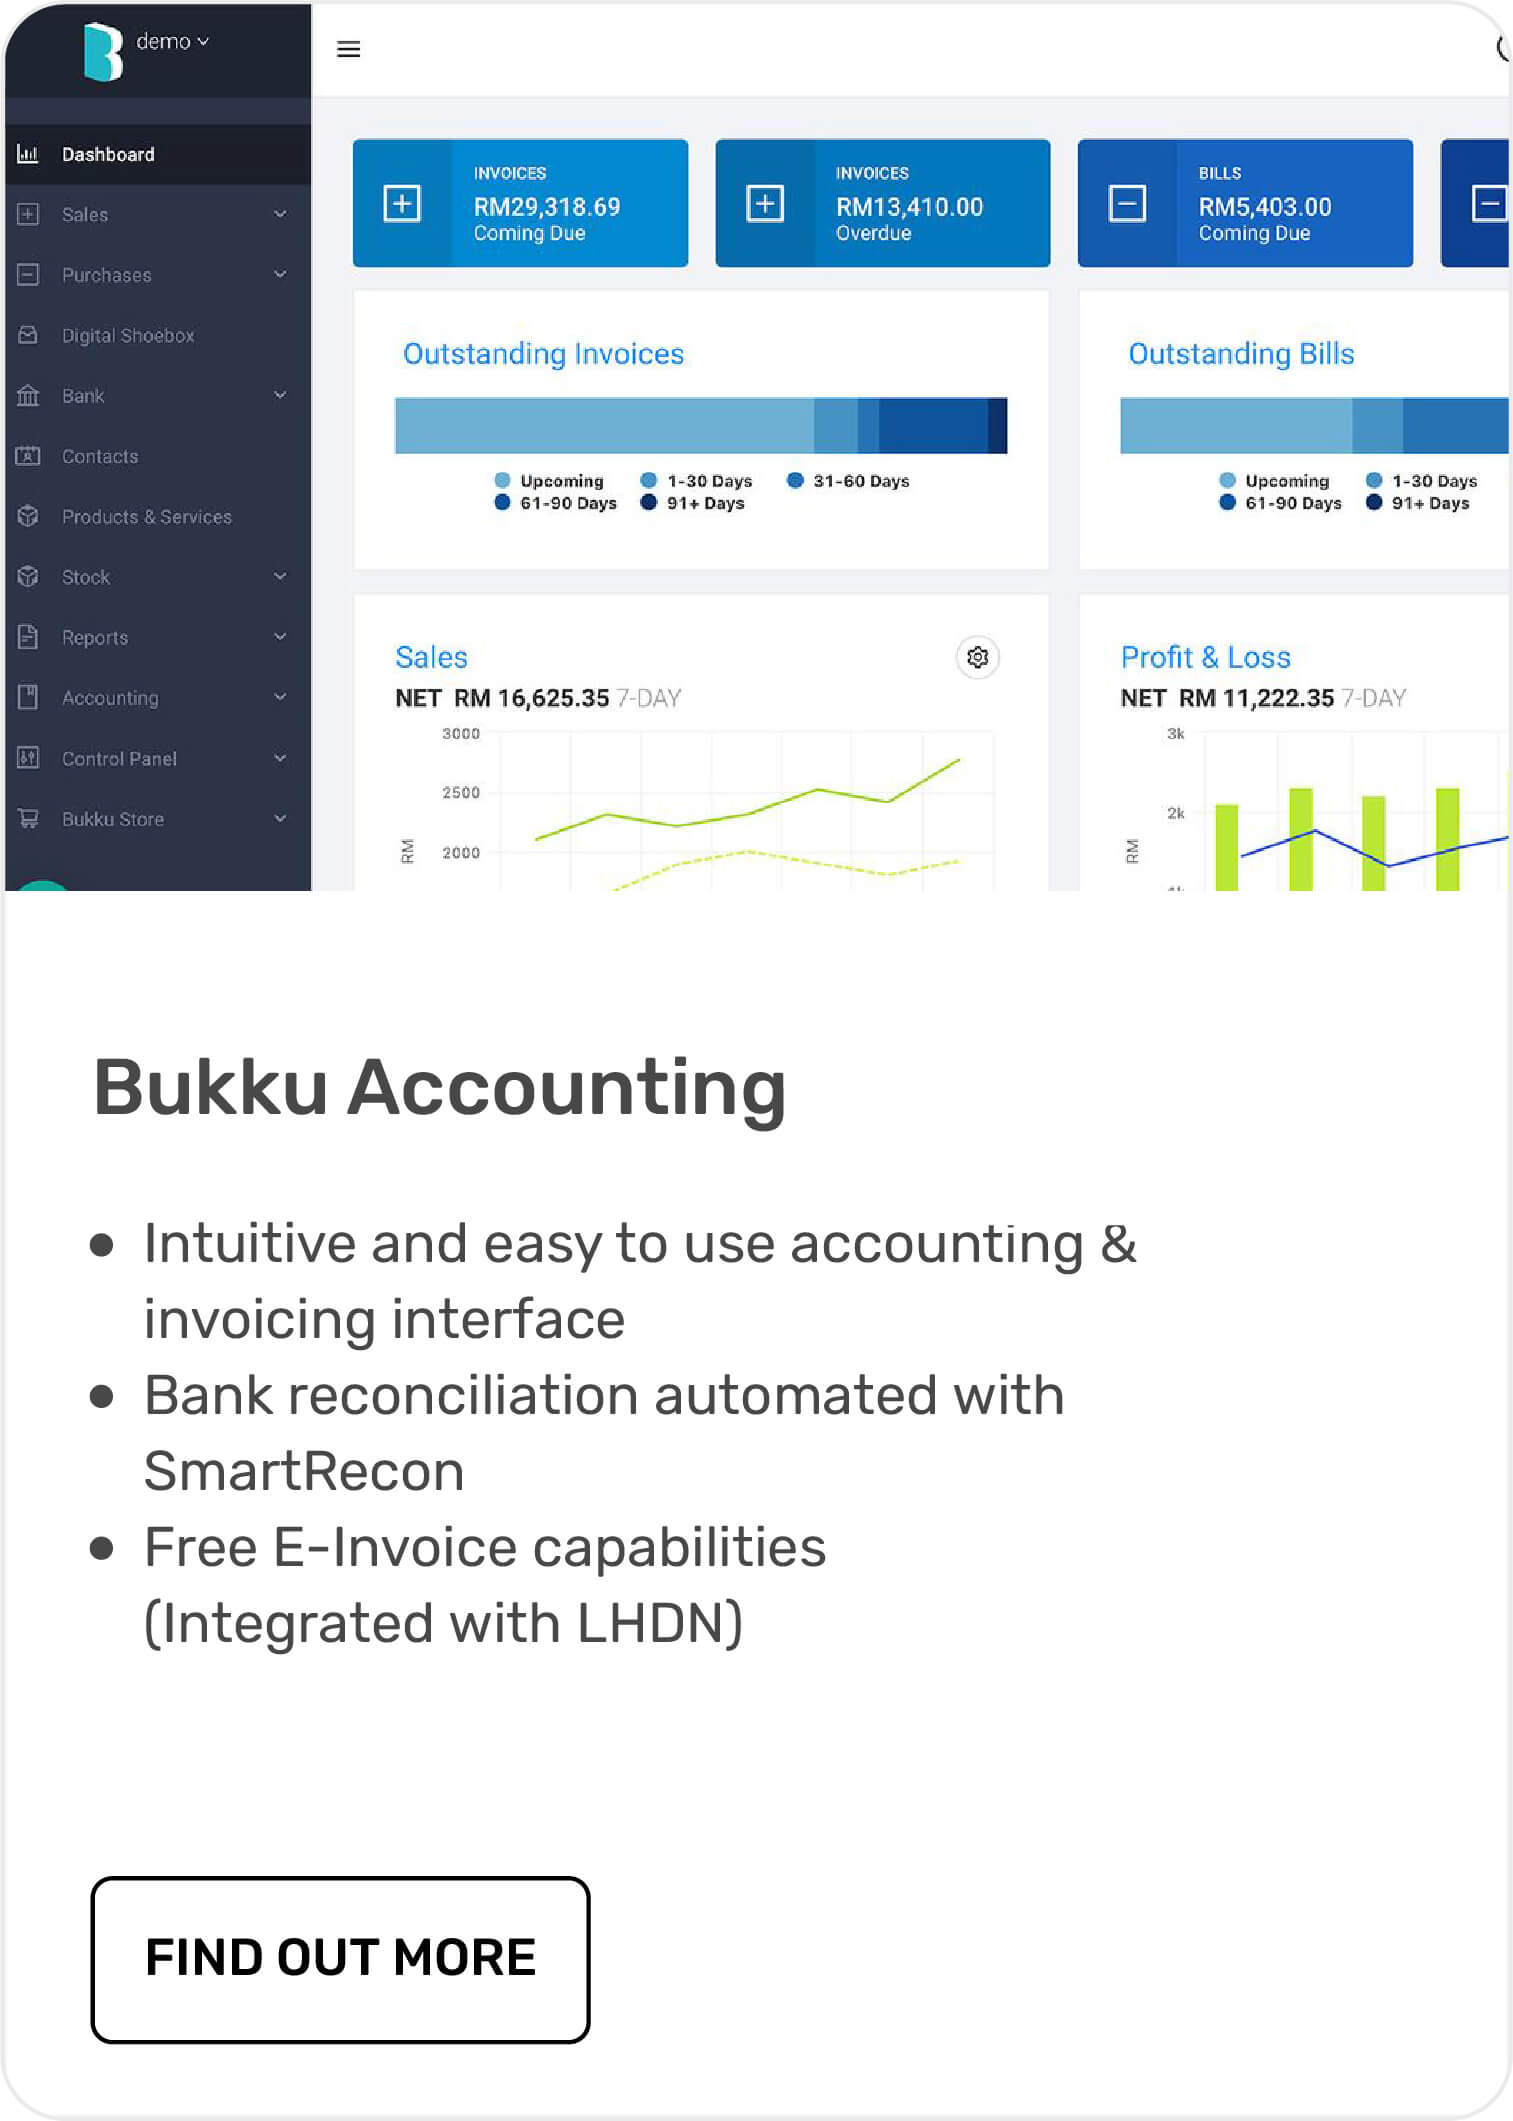 demo
Dashboard
Sales
Purchases
Digital Shoebox
Bank
Contacts
Products & Services
Stock
Reports
Accounting
Control Panel
Bukku Store
INVOICES
RM29,318.69
Coming Due
INVOICES
RM13,410.00
Overdue
BILLS
RM5,403.00
Coming Due
Outstanding Invoices
Upcoming 1-30 Days 31-60 Days
61-90 Days 91+ Days
Outstanding Bills
Upcoming 1-30 Days
61-90 Days 91+ Days
Sales
NET RM 16,625.35 7-DAY
3000
2500
2000
RM
Profit & Loss
NET RM 11,222.35 7-DAY
3k
2k
RM
Bukku Accounting
• Intuitive and easy to use accounting &
invoicing interface
• Bank reconciliation automated with
SmartRecon
• Free E-Invoice capabilities
(Integrated with LHDN)
FIND OUT MORE